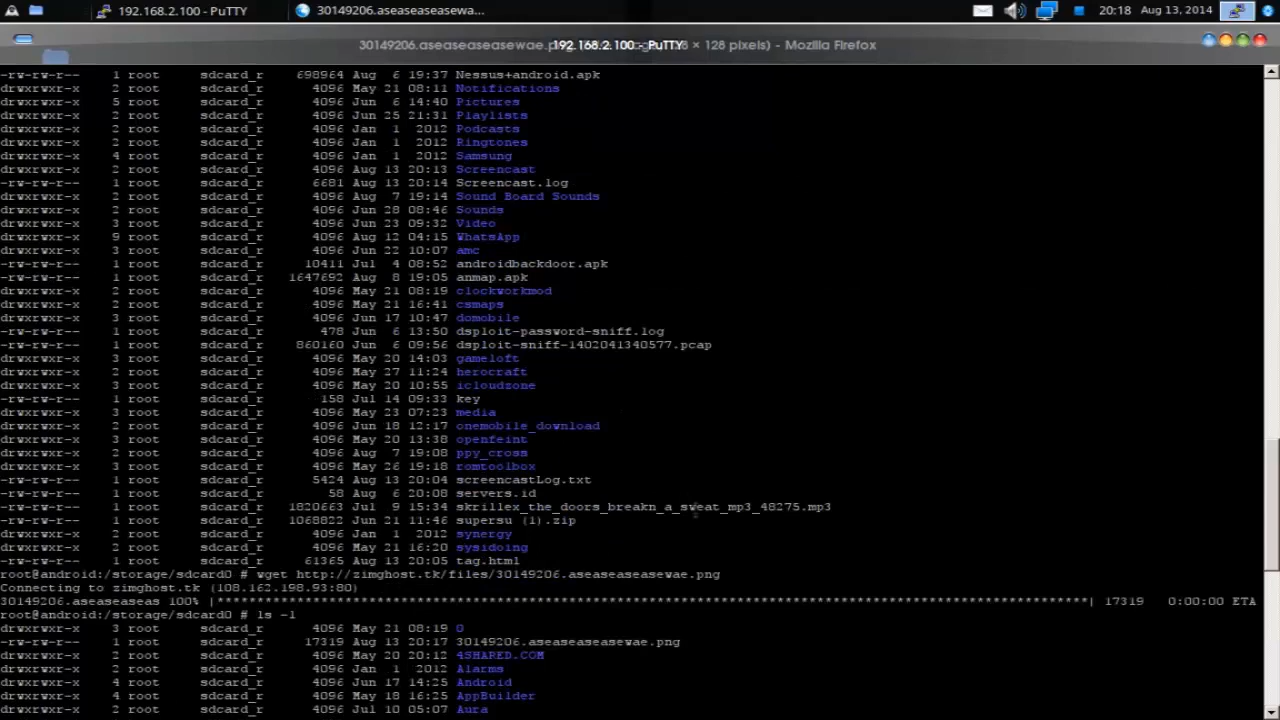 192.168.2.100 - PuTTY
30149206.aseaseaseasewa...
20:18 Aug 13, 2014
30149206.aseaseaseasewae.p 192.168.2.100 - PuTTY 8 × 128 pixels) - Mozilla Firefox
-rw-rw-r-- 1 root sdcard_r 698964 Aug 6 19:37 Nessus+android.apk
drwxrwxr-x 2 root sdcard_r 4096 May 21 08:11 Notifications
drwxrwxr-x 5 root sdcard_r 4096 Jun 6 14:40 Pictures
drwxrwxr-x 2 root sdcard_r 4096 Jun 25 21:31 Playlists
drwxrwxr-x 2 root sdcard_r 4096 Jan 1 2012 Podcasts
drwxrwxr-x 2 root sdcard_r 4096 Jan 1 2012 Ringtones
drwxrwxr-x 4 root sdcard_r 4096 Jan 1 2012 Samsung
drwxrwxr-x 2 root sdcard_r 4096 Aug 13 20:13 Screencast
-rw-rw-r-- 1 root sdcard_r 6681 Aug 13 20:14 Screencast.log
drwxrwxr-x 2 root sdcard_r 4096 Aug 7 19:14 Sound Board Sounds
drwxrwxr-x 2 root sdcard_r 4096 Jun 28 08:46 Sounds
drwxrwxr-x 3 root sdcard_r 4096 Jun 23 09:32 Video
drwxrwxr-x 9 root sdcard_r 4096 Aug 12 04:15 WhatsApp
drwxrwxr-x 3 root sdcard_r 4096 Jun 22 10:07 amc
-rw-rw-r-- 1 root sdcard_r 10411 Jul 4 08:52 androidbackdoor.apk
-rw-rw-r-- 1 root sdcard_r 1647692 Aug 8 19:05 anmap.apk
drwxrwxr-x 2 root sdcard_r 4096 May 21 08:19 clockworkmod
drwxrwxr-x 2 root sdcard_r 4096 May 21 16:41 csmaps
drwxrwxr-x 3 root sdcard_r 4096 Jun 17 10:47 domobile
-rw-rw-r-- 1 root sdcard_r 478 Jun 6 13:50 dsploit-password-sniff.log
-rw-rw-r-- 1 root sdcard_r 860160 Jun 6 09:56 dsploit-sniff-1402041340577.pcap
drwxrwxr-x 3 root sdcard_r 4096 May 20 14:03 gameloft
drwxrwxr-x 3 root sdcard_r 4096 May 27 11:24 herocraft
drwxrwxr-x 3 root sdcard_r 4096 May 20 10:55 icloudzone
-rw-rw-r-- 1 root sdcard_r 158 Jul 14 09:33 key
drwxrwxr-x 3 root sdcard_r 4096 May 23 07:23 media
drwxrwxr-x 2 root sdcard_r 4096 Jun 18 12:17 onemobile_download
drwxrwxr-x 3 root sdcard_r 4096 May 20 13:38 openfeint
drwxrwxr-x 2 root sdcard_r 4096 Aug 7 19:08 ppy_cross
drwxrwxr-x 3 root sdcard_r 4096 May 26 19:18 romtoolbox
-rw-rw-r-- 1 root sdcard_r 5424 Aug 13 20:04 screencastLog.txt
-rw-rw-r-- 1 root sdcard_r 58 Aug 6 20:08 servers.id
-rw-rw-r-- 1 root sdcard_r 1820663 Jul 9 15:34 skrillex_the_doors_breakn_a_sweat_mp3_48275.mp3
-rw-rw-r-- 1 root sdcard_r 1068822 Jun 21 11:46 supersu (1).zip
drwxrwxr-x 2 root sdcard_r 4096 Jan 1 2012 synergy
drwxrwxr-x 2 root sdcard_r 4096 May 21 16:20 sysidoing
-rw-rw-r-- 1 root sdcard_r 61365 Aug 13 20:05 tag.html
root@android:/storage/sdcard0 # wget http://zimghost.tk/files/30149206.aseaseaseasewae.png
Connecting to zimghost.tk (108.162.198.93:80)
30149206.aseaseaseas 100% |*******************************************************************************************************| 17319 0:00:00 ETA
root@android:/storage/sdcard0 # ls -l
drwxrwxr-x 3 root sdcard_r 4096 May 21 08:19 0
-rw-rw-r-- 1 root sdcard_r 17319 Aug 13 20:17 30149206.aseaseaseasewae.png
drwxrwxr-x 2 root sdcard_r 4096 May 20 20:12 4SHARED.COM
drwxrwxr-x 2 root sdcard_r 4096 Jan 1 2012 Alarms
drwxrwxr-x 4 root sdcard_r 4096 Jun 17 14:25 Android
drwxrwxr-x 4 root sdcard_r 4096 May 18 16:25 AppBuilder
drwxrwxr-x 2 root sdcard_r 4096 Jul 10 05:07 Aura